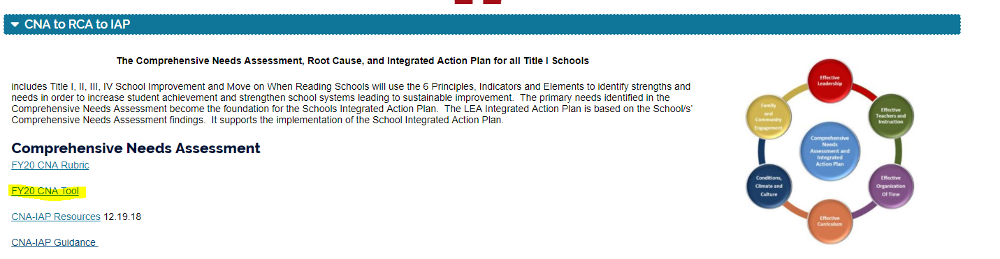 CNA to RCA to IAP
The Comprehensive Needs Assessment, Root Cause, and Integrated Action Plan for all Title I Schools
includes Title I, II, III, IV School Improvement and Move on When Reading Schools will use the 6 Principles, Indicators and Elements to identify strengths and
needs in order to increase student achievement and strengthen school systems leading to sustainable improvement.  The primary needs identified in the
Comprehensive Needs Assessment become the foundation for the Schools Integrated Action Plan.  The LEA Integrated Action Plan is based on the School/s'
Comprehensive Needs Assessment findings.  It supports the implementation of the School Integrated Action Plan.
Comprehensive Needs Assessment
FY20 CNA Rubric
FY20 CNA Tool
CNA-IAP Resources 12.19.18
CNA-IAP Guidance
Effective
Leadership
Effective
Teachers and
Instruction
Effective
Organization
Of Time
Effective
Curriculum
Conditions,
Climate and
Culture
Family
and
Community
Engagement
Comprehensive
Needs
Assessment and
Integrated
Action Plan